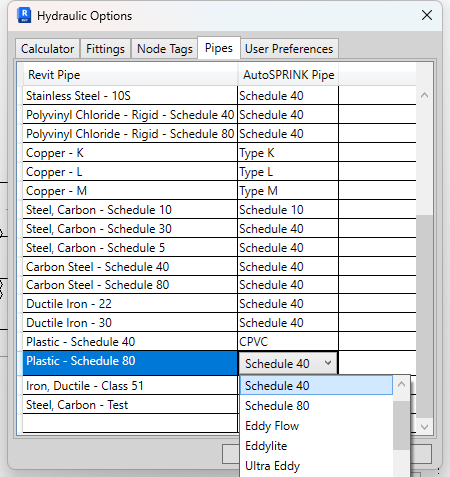 Hydraulic Options
Calculator Fittings Node Tags Pipes User Preferences
Revit Pipe AutoSPRINK Pipe
Stainless Steel - 10S Schedule 40
Polyvinyl Chloride - Rigid - Schedule 40 Schedule 40
Polyvinyl Chloride - Rigid - Schedule 80 Schedule 40
Copper - K Type K
Copper - L Type L
Copper - M Type M
Steel, Carbon - Schedule 10 Schedule 10
Steel, Carbon - Schedule 30 Schedule 40
Steel, Carbon - Schedule 5 Schedule 40
Carbon Steel - Schedule 40 Schedule 40
Carbon Steel - Schedule 80 Schedule 40
Ductile Iron - 22 Schedule 40
Ductile Iron - 30 Schedule 40
Plastic - Schedule 40 CPVC
Plastic - Schedule 80 Schedule 40
Iron, Ductile - Class 51 Schedule 40
Steel, Carbon - Test Schedule 80
Eddy Flow
Eddylite
Ultra Eddy